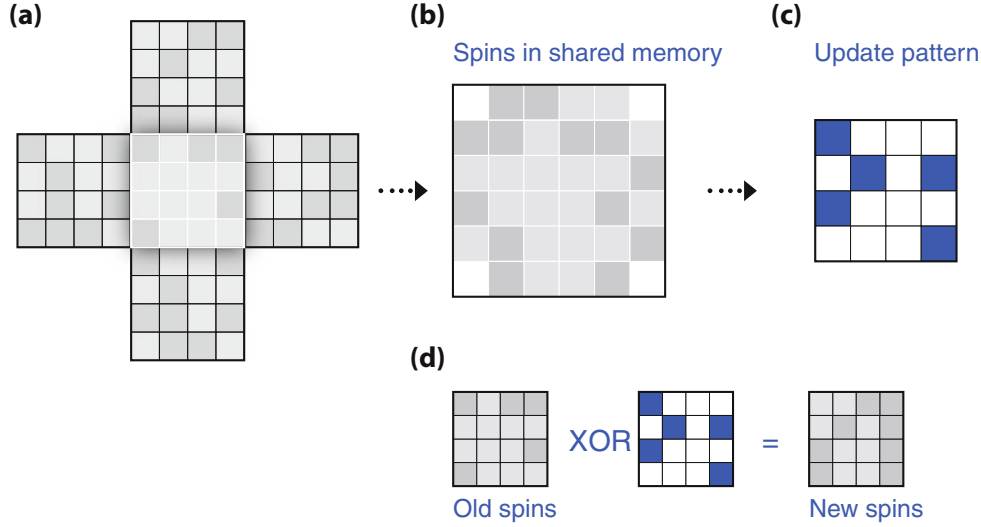 (a)
(b)
(c)
Spins in shared memory
Update pattern
(d)
XOR
=
Old spins
New spins